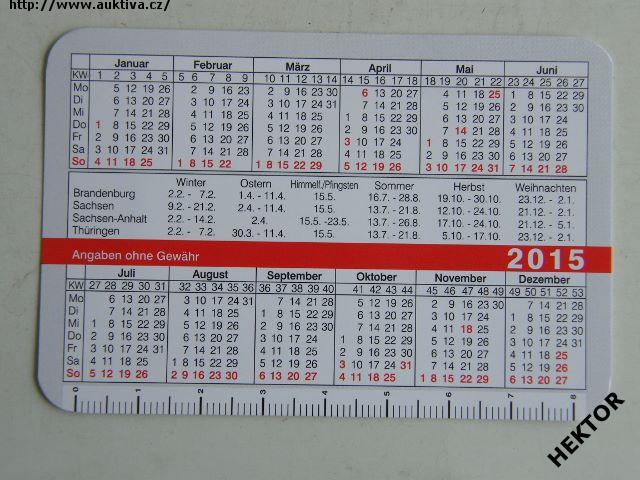 http://www.auktiva.cz/
Januar Februar März April Mai Juni
KW 1 2 3 4 5 5 6 7 8 9 10 11 12 13 14 14 15 16 17 18 18 19 20 21 22 23 24 25 26 27
Mo 5 12 19 26 2 9 16 23 2 9 16 23 30 6 13 20 27 4 11 18 25 1 8 15 22 29
Di 6 13 20 27 3 10 17 24 3 10 17 24 31 7 14 21 28 5 12 19 26 2 9 16 23 30
Mi 7 14 21 28 4 11 18 25 4 11 18 25 1 8 15 22 29 6 13 20 27 3 10 17 24
Do 1 8 15 22 29 5 12 19 26 5 12 19 26 2 9 16 23 30 7 14 21 28 4 11 18 25
Fr 2 9 16 23 30 6 13 20 27 6 13 20 27 3 10 17 24 1 8 15 22 29 5 12 19 26
Sa 3 10 17 24 31 7 14 21 28 7 14 21 28 4 11 18 25 2 9 16 23 30 6 13 20 27
So 4 11 18 25 1 8 15 22 1 8 15 22 29 5 12 19 26 3 10 17 24 31 7 14 21 28
Winter Ostern Himmelf./Pfingsten Sommer Herbst Weihnachten
Brandenburg 2.2. - 7.2. 1.4. - 11.4. 15.5. 16.7. - 28.8. 19.10. - 30.10. 23.12. - 2.1.
Sachsen 9.2. - 21.2. 2.4. - 11.4. 15.5. 13.7. - 21.8. 12.10. - 24.10. 21.12. - 2.1.
Sachsen-Anhalt 2.2. - 14.2. 2.4. 15.5. -23.5. 13.7. - 26.8. 17.10. - 24.10. 21.12. - 5.1.
Thüringen 2.2. - 7.2. 30.3. - 11.4. 15.5. 13.7. - 21.8. 5.10. - 17.10. 23.12. - 2.1.
Angaben ohne Gewähr 2015
Juli August September Oktober November Dezember
KW 27 28 29 30 31 32 33 34 35 36 36 37 38 39 40 41 42 43 44 45 46 47 48 49 50 51 52 53
Mo 6 13 20 27 3 10 17 24 31 7 14 21 28 5 12 19 26 2 9 16 23 30 7 14 21 28
Di 7 14 21 28 4 11 18 25 1 8 15 22 29 6 13 20 27 3 10 17 24 1 8 15 22 29
Mi 1 8 15 22 29 5 12 19 26 2 9 16 23 30 7 14 21 28 4 11 18 25 2 9 16 23 30
Do 2 9 16 23 30 6 13 20 27 3 10 17 24 1 8 15 22 29 5 12 19 26 3 10 17 24 31
Fr 3 10 17 24 31 7 14 21 28 4 11 18 25 2 9 16 23 30 6 13 20 27 4 11 18 25
Sa 4 11 18 25 1 8 15 22 29 5 12 19 26 3 10 17 24 31 7 14 21 28 5 12 19 26
So 5 12 19 26 2 9 16 23 30 6 13 20 27 4 11 18 25 1 8 15 22 29 6 13 20 27
0 1 2 3 4 5 6 7 8
HEKTOR